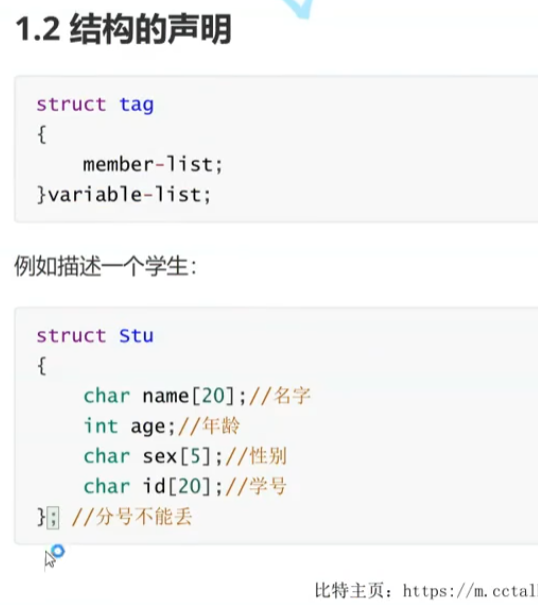 1.2 结构的声明
struct tag
{
    member-list;
}variable-list;
例如描述一个学生：
struct Stu
{
    char name[20];//名字
    int age;//年龄
    char sex[5];//性别
    char id[20];//学号
}; //分号不能丢
比特主页：https://m.cctal